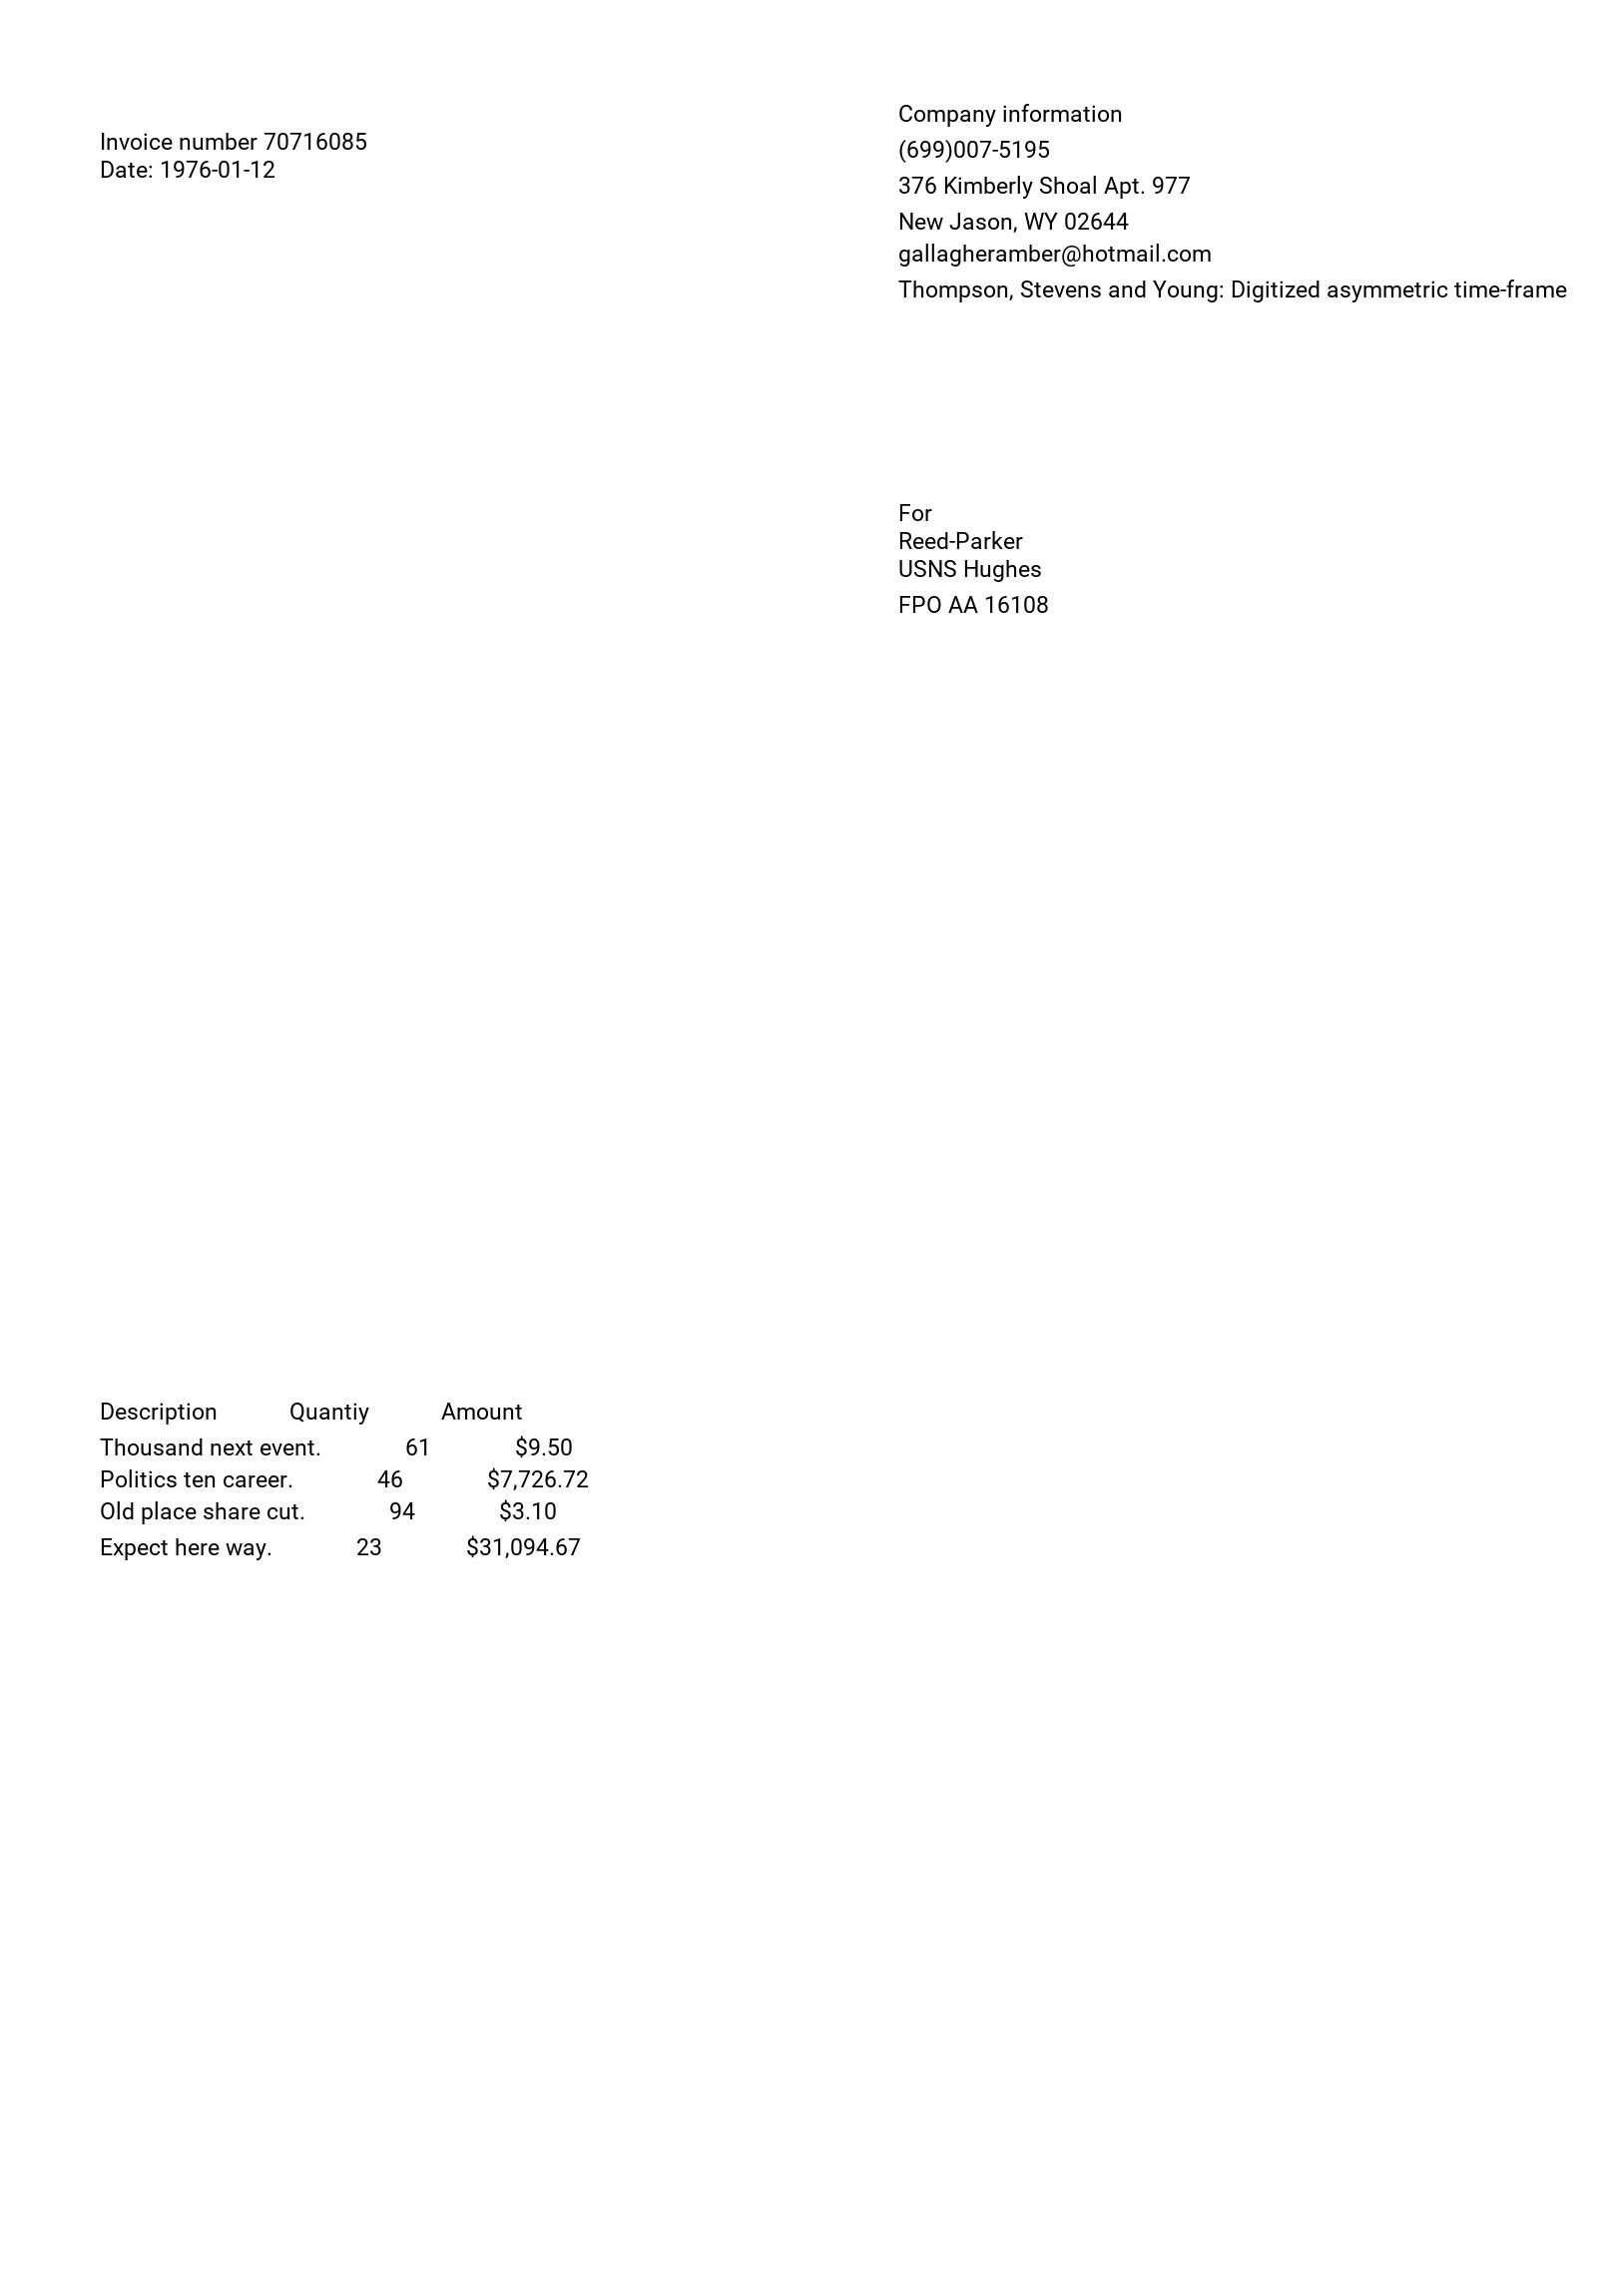 Invoice number 70716085
Date: 1976-01-12
Company information
(699)007-5195
376 Kimberly Shoal Apt. 977
New Jason, WY 02644
gallagheramber@hotmail.com
Thompson, Stevens and Young: Digitized asymmetric time-frame
For
Reed-Parker
USNS Hughes
FPO AA 16108
Description Quantiy Amount
Thousand next event. 61 $9.50
Politics ten career. 46 $7,726.72
Old place share cut. 94 $3.10
Expect here way. 23 $31,094.67